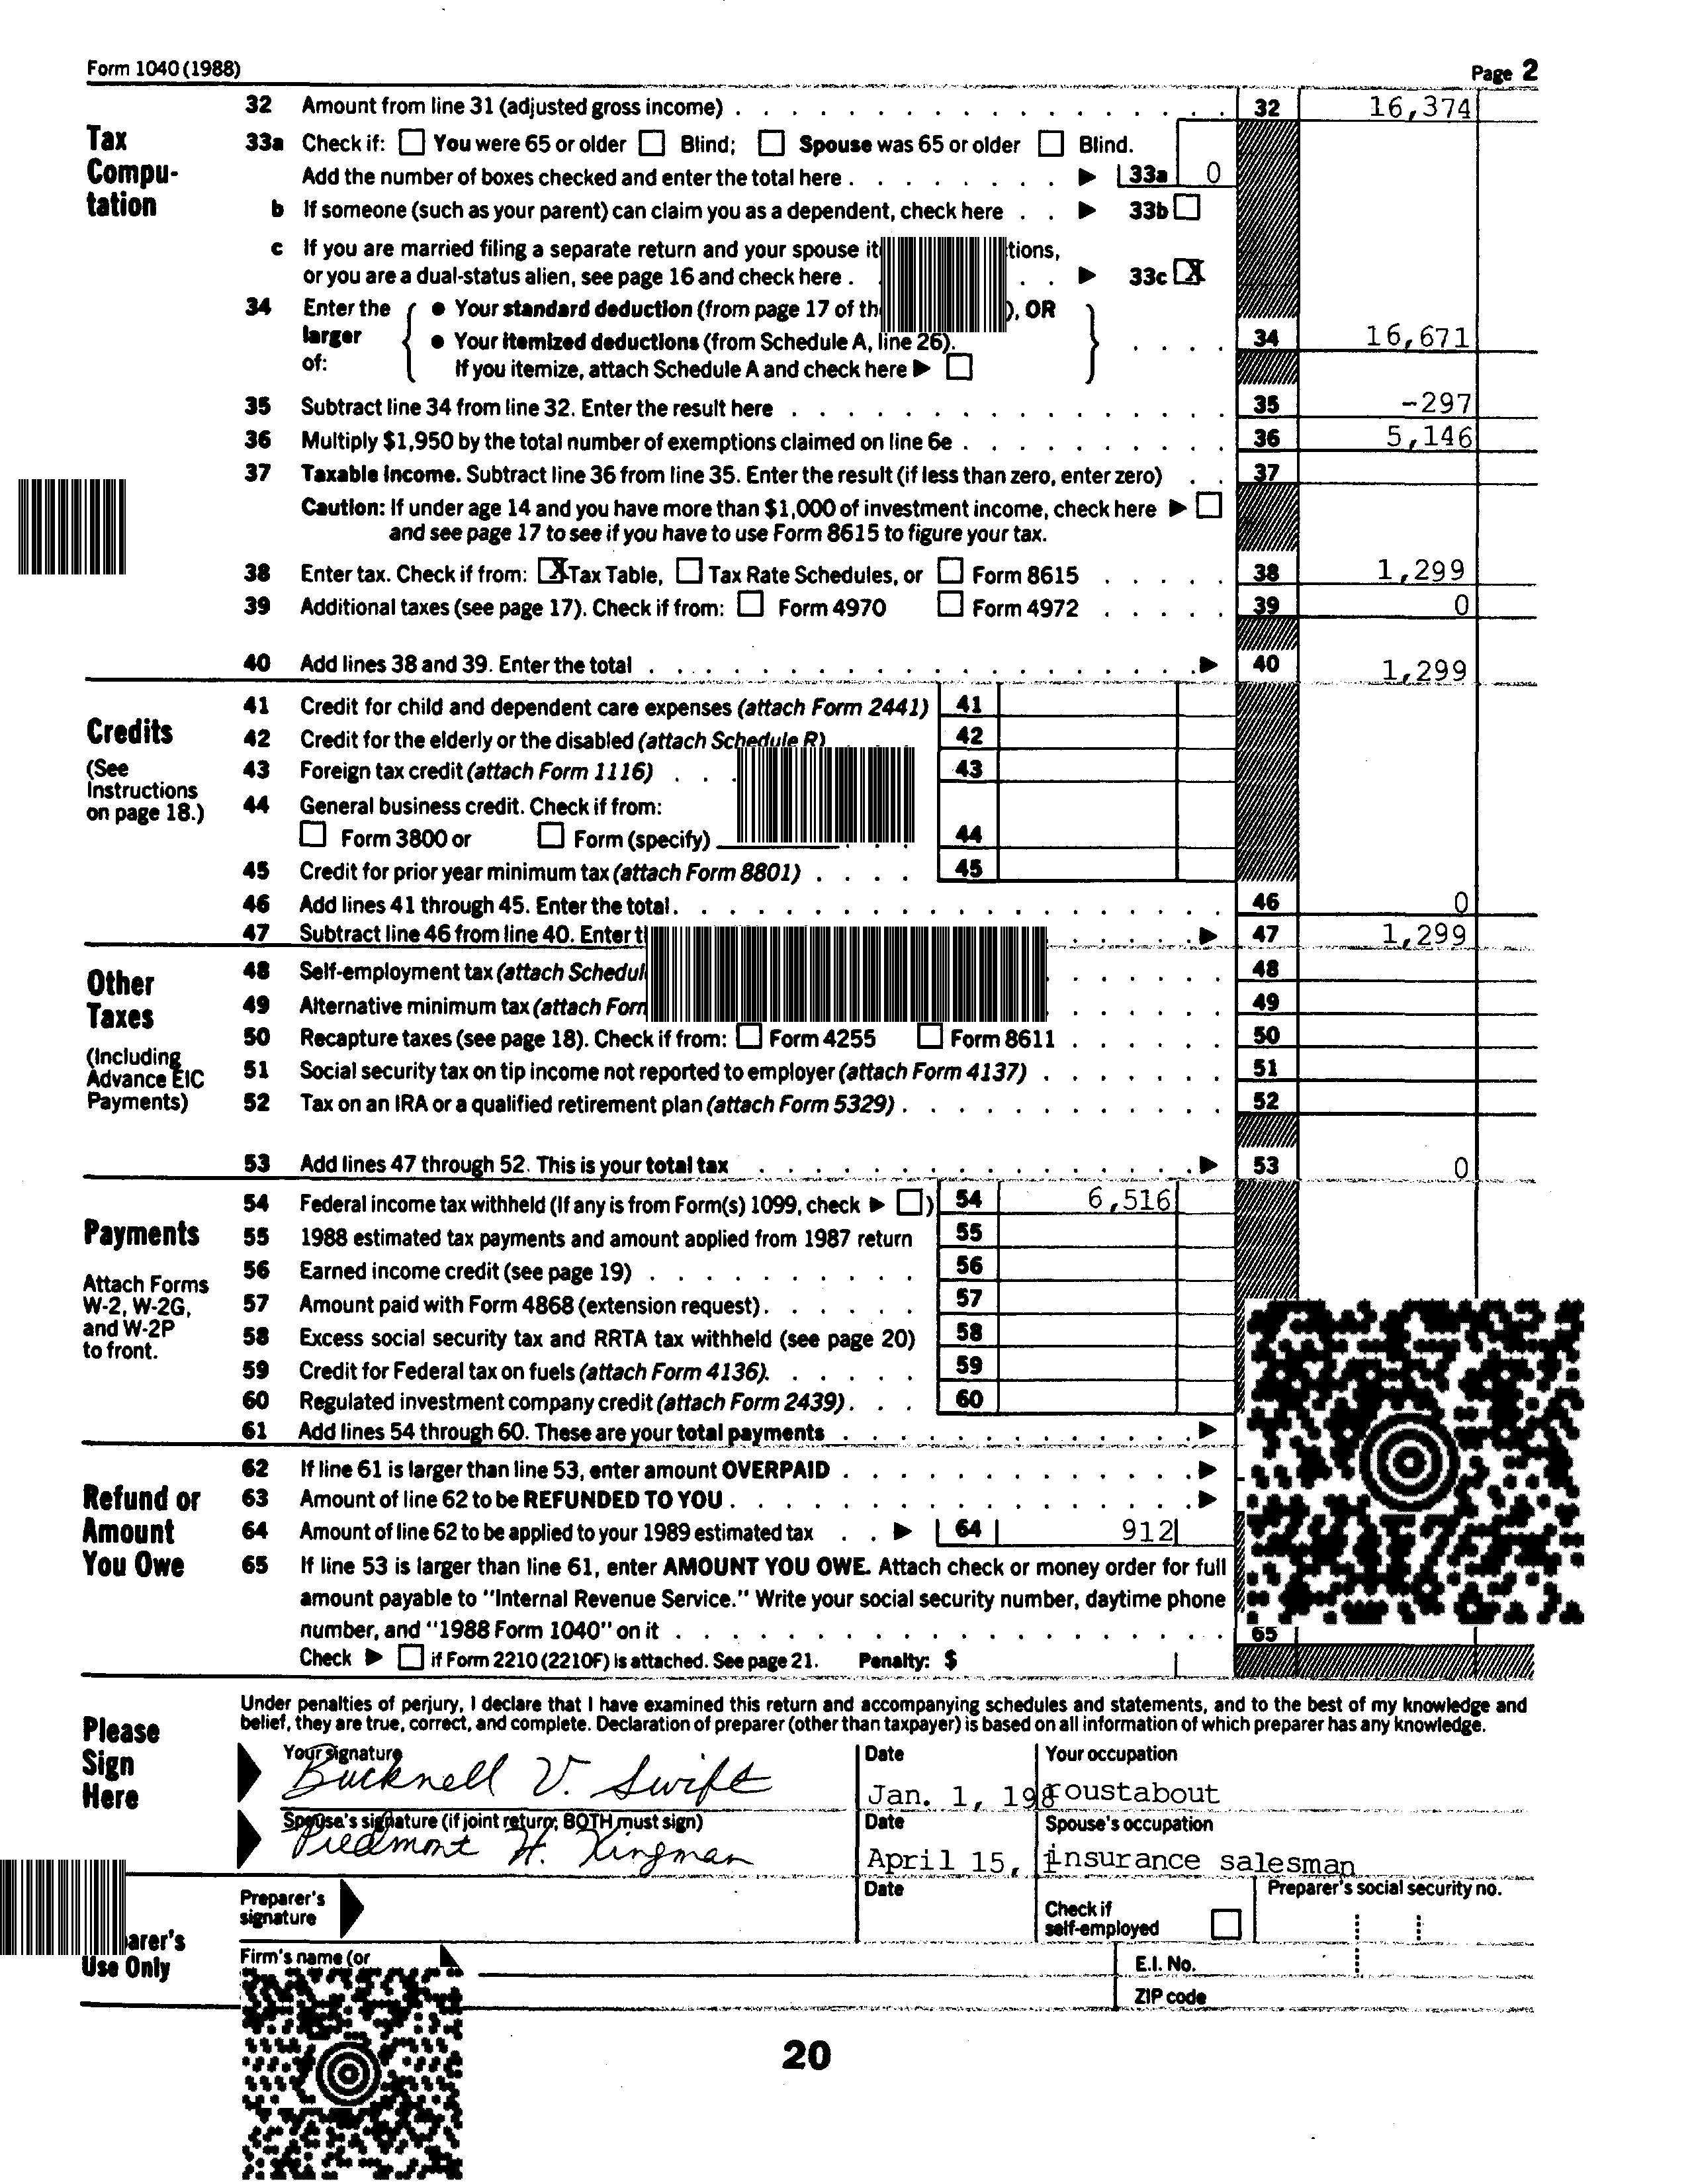 Form 1040 (1988) Page 2
32 Amount from line 31 (adjusted gross income) 32 16,374
Tax Compu-tation
33a Check if: You were 65 or older Blind; Spouse was 65 or older Blind.
Add the number of boxes checked and enter the total here 33a 0
b If someone (such as your parent) can claim you as a dependent, check here 33b
c If you are married filing a separate return and your spouse tions,
or you are a dual-status alien, see page 16 and check here 33c X
34 Enter the larger of:
• Your standard deduction (from page 17 of ), OR
• Your itemized deductions (from Schedule A, line 26). 34 16,671
If you itemize, attach Schedule A and check here
35 Subtract line 34 from line 32. Enter the result here 35 -297
36 Multiply $1,950 by the total number of exemptions claimed on line 6e 36 5,146
37 Taxable income. Subtract line 36 from line 35. Enter the result (if less than zero, enter zero) 37
Caution: If under age 14 and you have more than $1,000 of investment income, check here
and see page 17 to see if you have to use Form 8615 to figure your tax.
38 Enter tax. Check if from: X Tax Table, Tax Rate Schedules, or Form 8615 38 1,299
39 Additional taxes (see page 17). Check if from: Form 4970 Form 4972 39 0
40 Add lines 38 and 39. Enter the total 40 1,299
Credits
(See Instructions on page 18.)
41 Credit for child and dependent care expenses (attach Form 2441) 41
42 Credit for the elderly or the disabled (attach Schedule R) 42
43 Foreign tax credit (attach Form 1116) 43
44 General business credit. Check if from:
Form 3800 or Form (specify) 44
45 Credit for prior year minimum tax (attach Form 8801) 45
46 Add lines 41 through 45. Enter the total 46 0
47 Subtract line 46 from line 40. Enter 47 1,299
Other Taxes
(Including Advance EIC Payments)
48 Self-employment tax (attach 48
49 Alternative minimum tax (attach 49
50 Recapture taxes (see page 18). Check if from: Form 4255 Form 8611 50
51 Social security tax on tip income not reported to employer (attach Form 4137) 51
52 Tax on an IRA or a qualified retirement plan (attach Form 5329) 52
53 Add lines 47 through 52. This is your total tax 53 0
Payments
Attach Forms W-2, W-2G, and W-2P to front.
54 Federal income tax withheld (If any is from Form(s) 1099, check ) 54 6,516
55 1988 estimated tax payments and amount applied from 1987 return 55
56 Earned income credit (see page 19) 56
57 Amount paid with Form 4868 (extension request) 57
58 Excess social security tax and RRTA tax withheld (see page 20) 58
59 Credit for Federal tax on fuels (attach Form 4136) 59
60 Regulated investment company credit (attach Form 2439) 60
61 Add lines 54 through 60. These are your total payments
Refund or Amount You Owe
62 If line 61 is larger than line 53, enter amount OVERPAID
63 Amount of line 62 to be REFUNDED TO YOU
64 Amount of line 62 to be applied to your 1989 estimated tax 64 912
65 If line 53 is larger than line 61, enter AMOUNT YOU OWE. Attach check or money order for full
amount payable to "Internal Revenue Service." Write your social security number, daytime phone
number, and "1988 Form 1040" on it 65
Check if Form 2210 (2210F) is attached. See page 21. Penalty: $
Under penalties of perjury, I declare that I have examined this return and accompanying schedules and statements, and to the best of my knowledge and
belief, they are true, correct, and complete. Declaration of preparer (other than taxpayer) is based on all information of which preparer has any knowledge.
Please Sign Here
Your signature Date Your occupation
Bucknell V. Swift Jan. 1, 198 roustabout
Spouse's signature (if joint return, BOTH must sign) Date Spouse's occupation
Piedmont H. Kingman April 15, insurance salesman
Preparer's signature Date Check if self-employed Preparer's social security no.
arer's Use Only
Firm's name (or E.I. No.
ZIP code
20